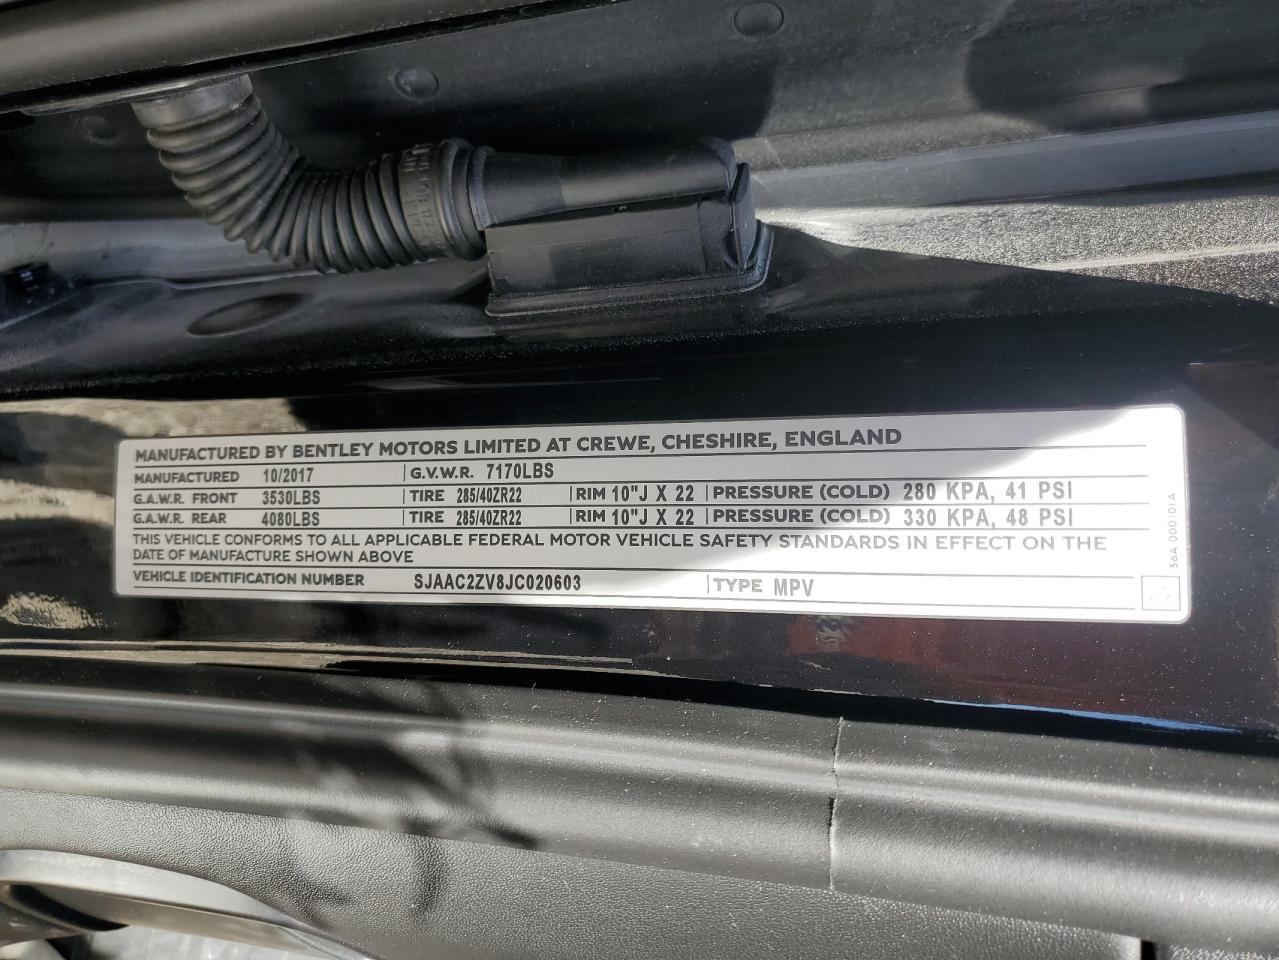 MANUFACTURED BY BENTLEY MOTORS LIMITED AT CREWE, CHESHIRE, ENGLAND
MANUFACTURED 10/2017 G.V.W.R. 7170LBS
G.A.W.R. FRONT 3530LBS TIRE 285/40ZR22 RIM 10"J X 22 PRESSURE (COLD) 280 KPA, 41 PSI
G.A.W.R. REAR 4080LBS TIRE 285/40ZR22 RIM 10"J X 22 PRESSURE (COLD) 330 KPA, 48 PSI
THIS VEHICLE CONFORMS TO ALL APPLICABLE FEDERAL MOTOR VEHICLE SAFETY STANDARDS IN EFFECT ON THE
DATE OF MANUFACTURE SHOWN ABOVE
VEHICLE IDENTIFICATION NUMBER SJAAC2ZV8JC020603 TYPE MPV
36A 000101A